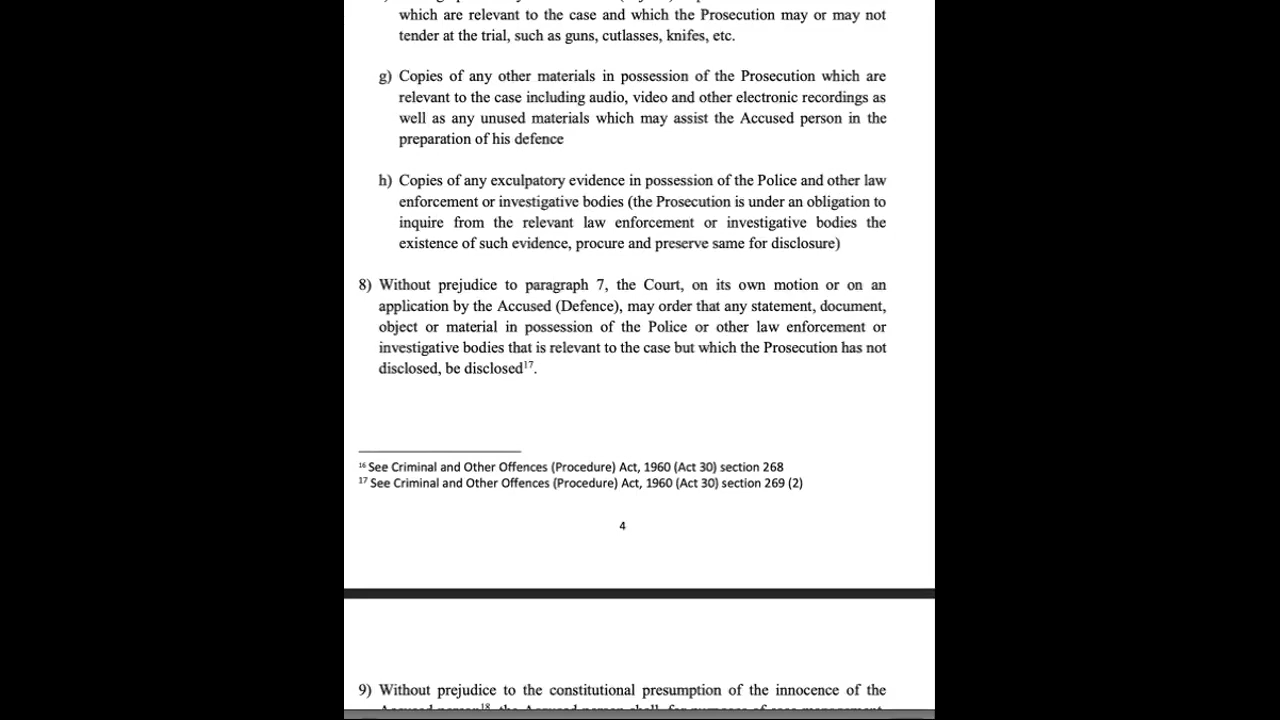 which are relevant to the case and which the Prosecution may or may not
tender at the trial, such as guns, cutlasses, knifes, etc.
g) Copies of any other materials in possession of the Prosecution which are
relevant to the case including audio, video and other electronic recordings as
well as any unused materials which may assist the Accused person in the
preparation of his defence
h) Copies of any exculpatory evidence in possession of the Police and other law
enforcement or investigative bodies (the Prosecution is under an obligation to
inquire from the relevant law enforcement or investigative bodies the
existence of such evidence, procure and preserve same for disclosure)
8) Without prejudice to paragraph 7, the Court, on its own motion or on an
application by the Accused (Defence), may order that any statement, document,
object or material in possession of the Police or other law enforcement or
investigative bodies that is relevant to the case but which the Prosecution has not
disclosed, be disclosed¹⁷.
¹⁶ See Criminal and Other Offences (Procedure) Act, 1960 (Act 30) section 268
¹⁷ See Criminal and Other Offences (Procedure) Act, 1960 (Act 30) section 269 (2)
4
9) Without prejudice to the constitutional presumption of the innocence of the